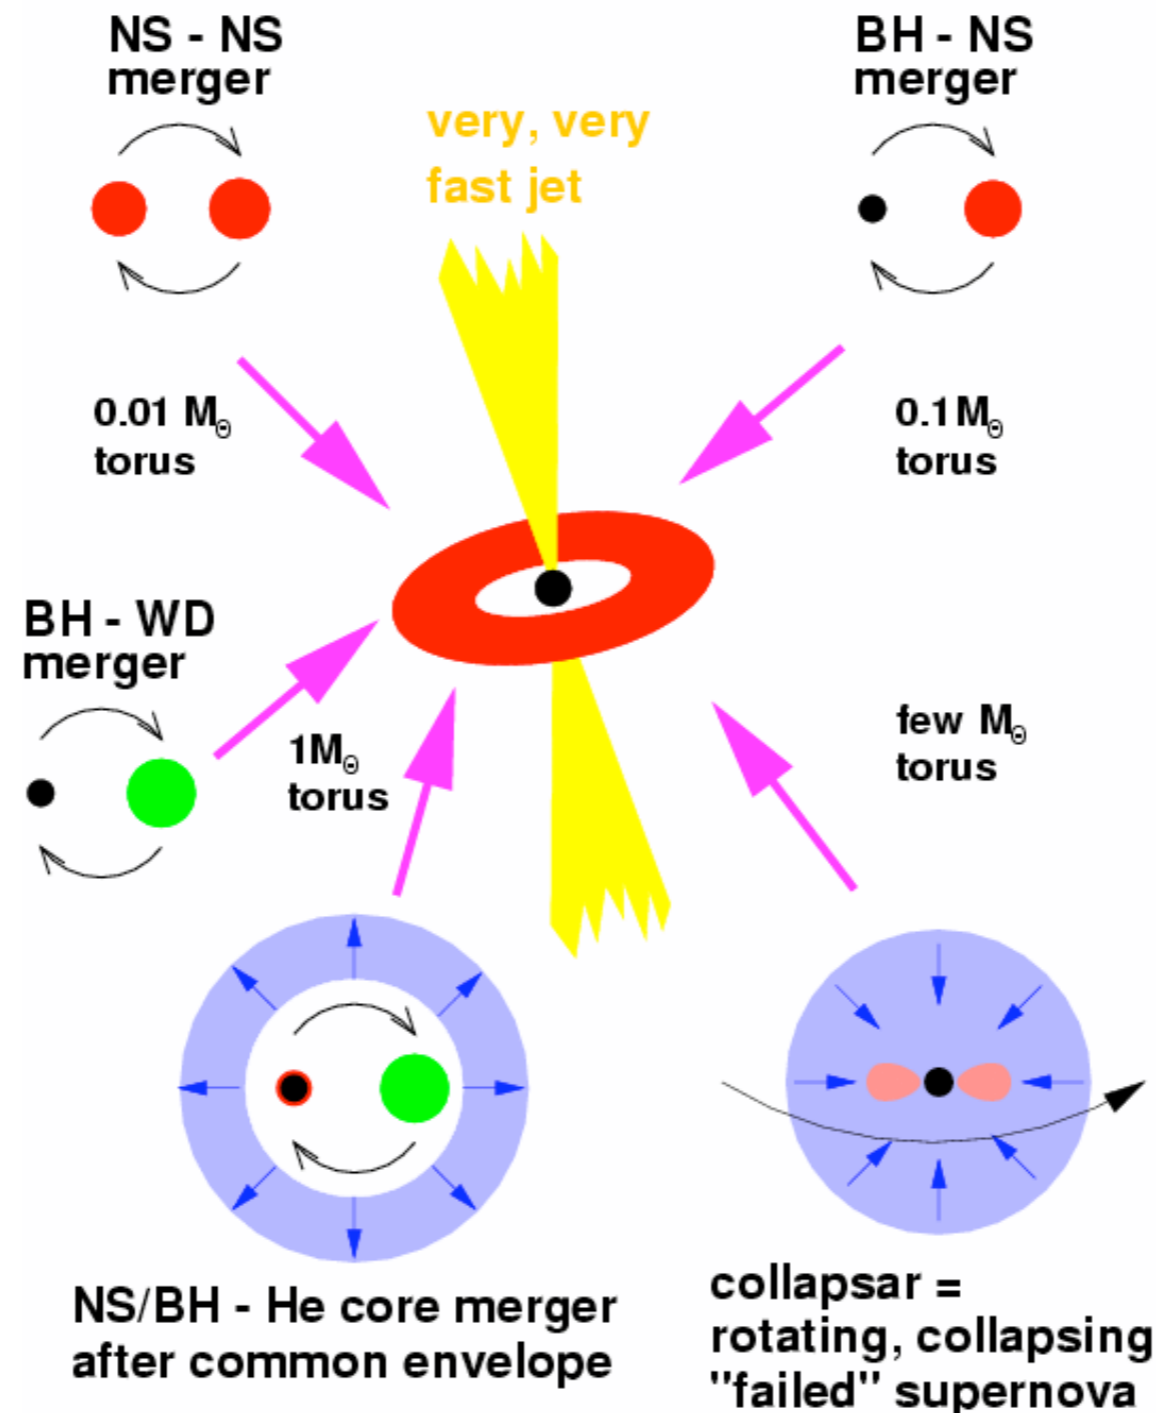 NS - NS
merger
BH - NS
merger
very, very
fast jet
0.01 M☉
torus
0.1M☉
torus
BH - WD
merger
1M☉
torus
few M☉
torus
NS/BH - He core merger
after common envelope
collapsar =
rotating, collapsing
"failed" supernova